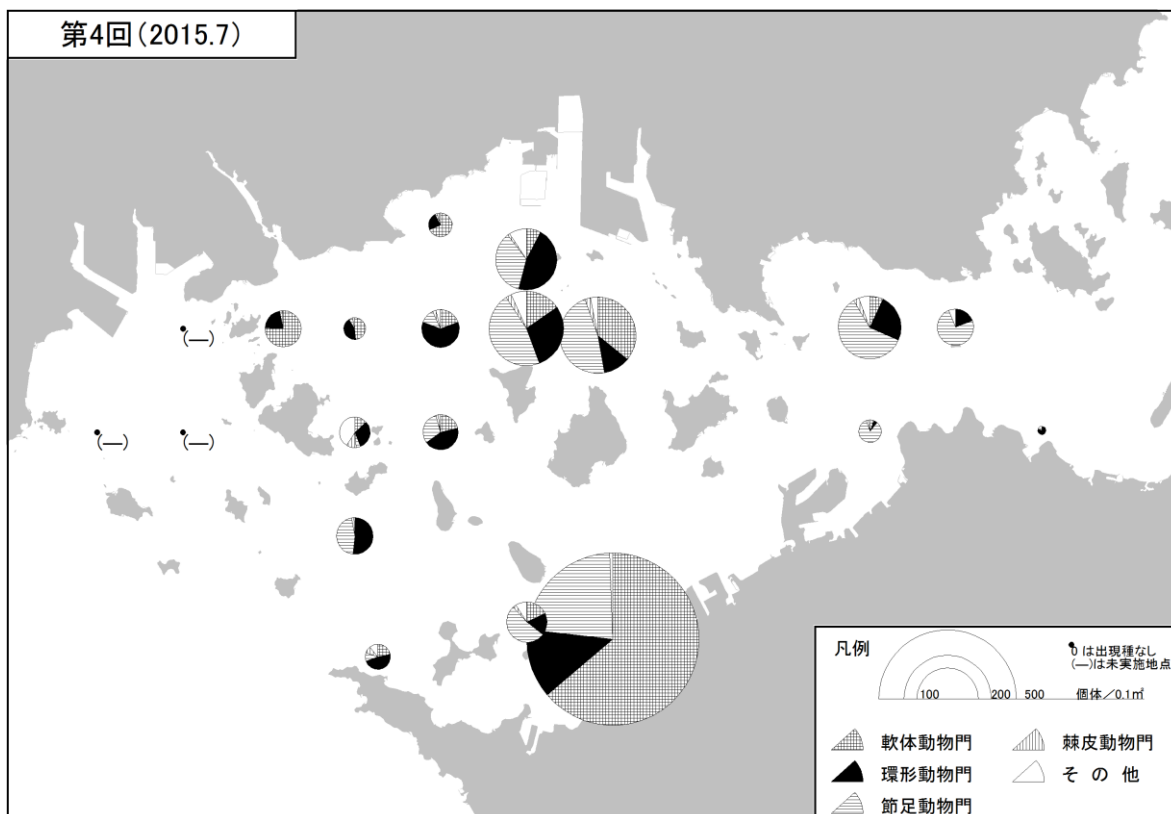 第4回(2015.7)
(―)
(―)
(―)
凡例
0 は出現種なし
(―)は未実施地点
100 200 500 個体/0.1㎡
軟体動物門
棘皮動物門
環形動物門
その他
節足動物門